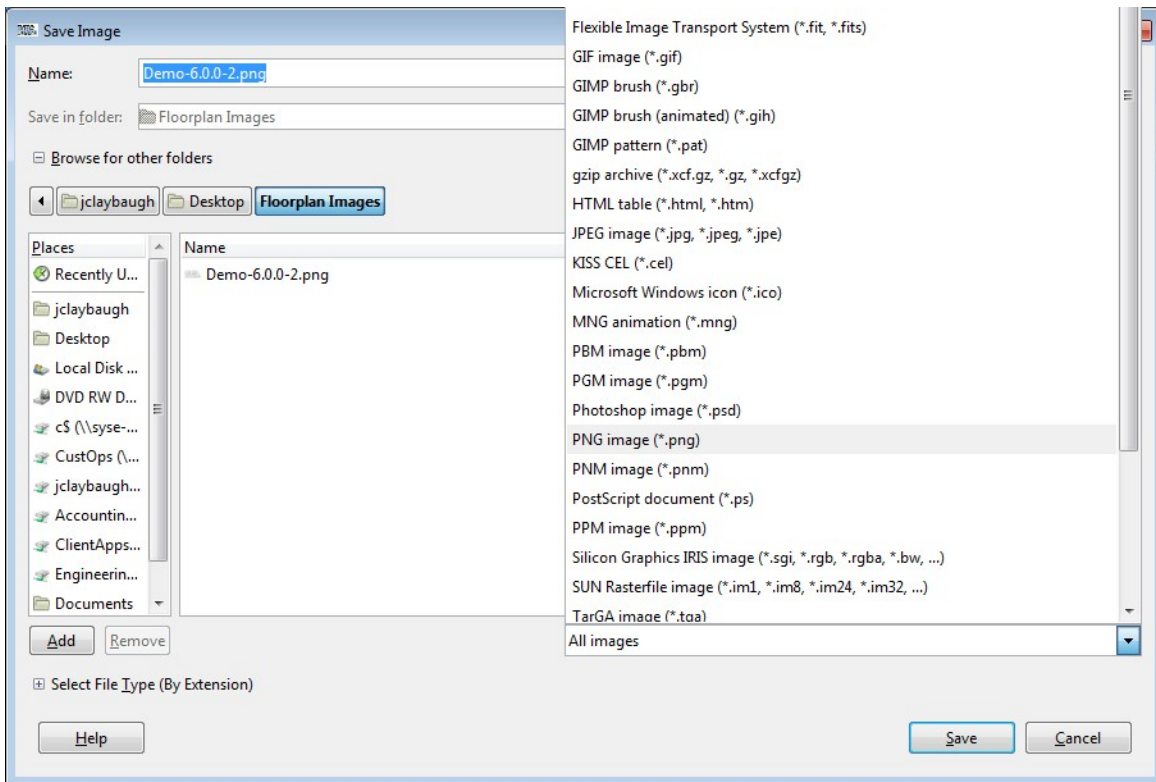 Save Image
Name:
Demo-6.0.0-2.png
Save in folder:
Floorplan Images
Browse for other folders
jclaybaugh
Desktop
Floorplan Images
Places
Recently U...
jclaybaugh
Desktop
Local Disk ...
DVD RW D...
c$ (\\syse-...
CustOps (\...
jclaybaugh...
Accountin...
ClientApps...
Engineerin...
Documents
Name
Demo-6.0.0-2.png
Add
Remove
Flexible Image Transport System (*.fit, *.fits)
GIF image (*.gif)
GIMP brush (*.gbr)
GIMP brush (animated) (*.gih)
GIMP pattern (*.pat)
gzip archive (*.xcf.gz, *.gz, *.xcfgz)
HTML table (*.html, *.htm)
JPEG image (*.jpg, *.jpeg, *.jpe)
KISS CEL (*.cel)
Microsoft Windows icon (*.ico)
MNG animation (*.mng)
PBM image (*.pbm)
PGM image (*.pgm)
Photoshop image (*.psd)
PNG image (*.png)
PNM image (*.pnm)
PostScript document (*.ps)
PPM image (*.ppm)
Silicon Graphics IRIS image (*.sgi, *.rgb, *.rgba, *.bw, ...)
SUN Rasterfile image (*.im1, *.im8, *.im24, *.im32, ...)
TarGA image (*.tga)
All images
Select File Type (By Extension)
Help
Save
Cancel